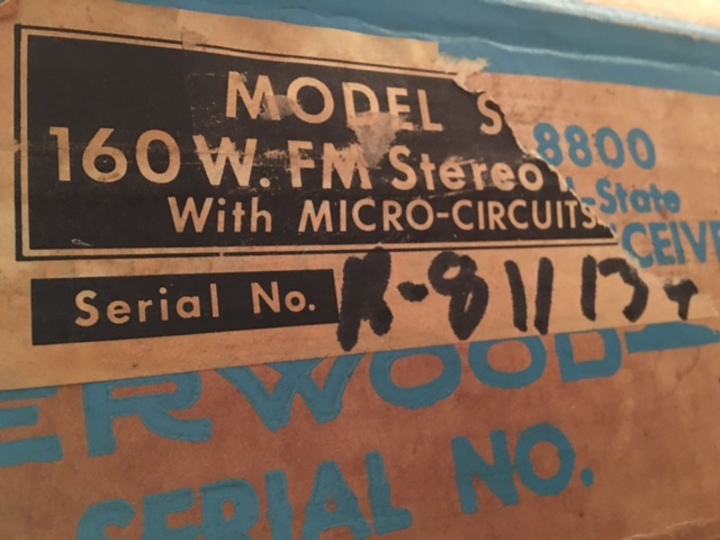 MODEL S
8800
160 W. FM Stereo
-State
With MICRO-CIRCUITS
CEIVE
Serial No.
ERWOOD
SERIAL NO.